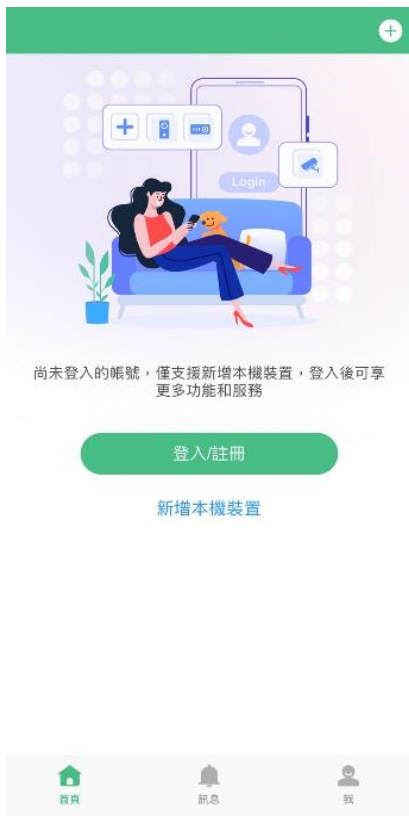 Login
尚未登入的帳號，僅支援新增本機裝置，登入後可享
更多功能和服務
登入/註冊
新增本機裝置
首頁
訊息
我